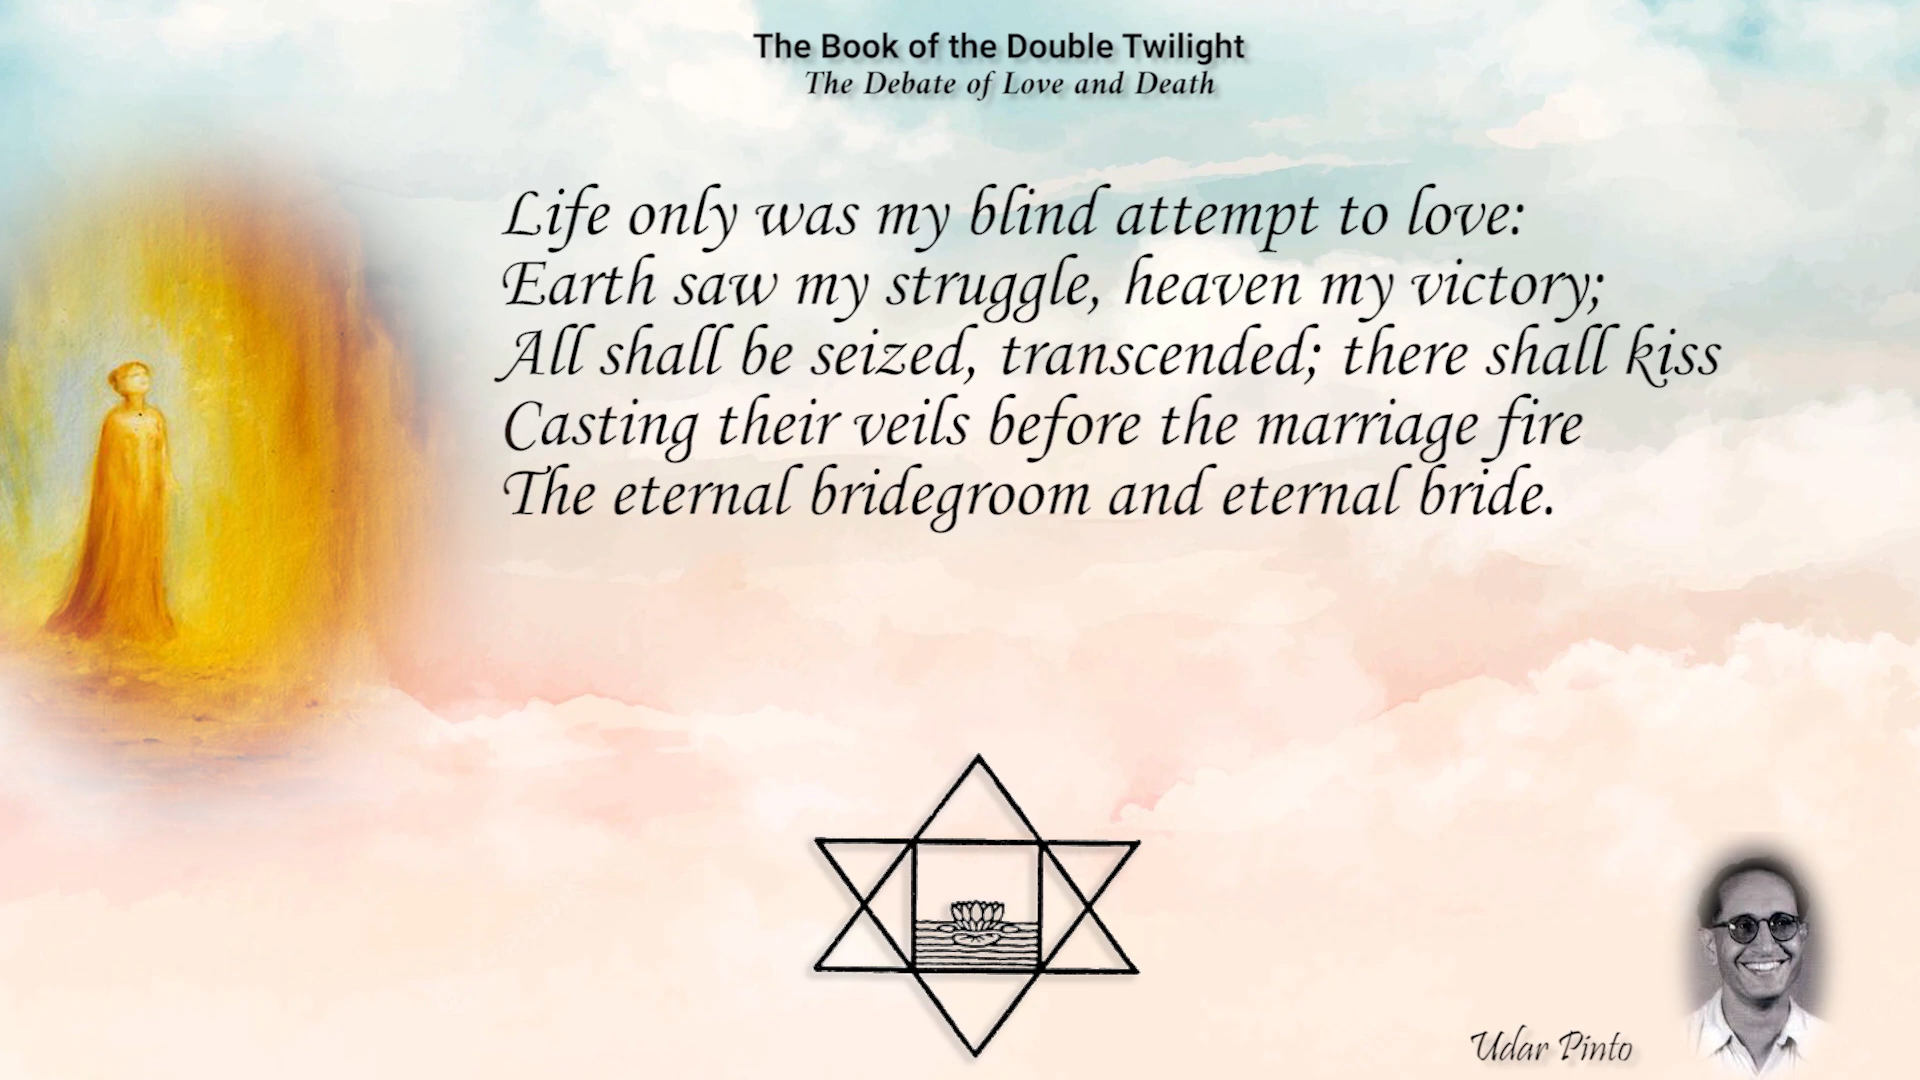 The Book of the Double Twilight
The Debate of Love and Death
Life only was my blind attempt to love:
Earth saw my struggle, heaven my victory;
All shall be seized, transcended; there shall kiss
Casting their veils before the marriage fire
The eternal bridegroom and eternal bride.
Udar Pinto